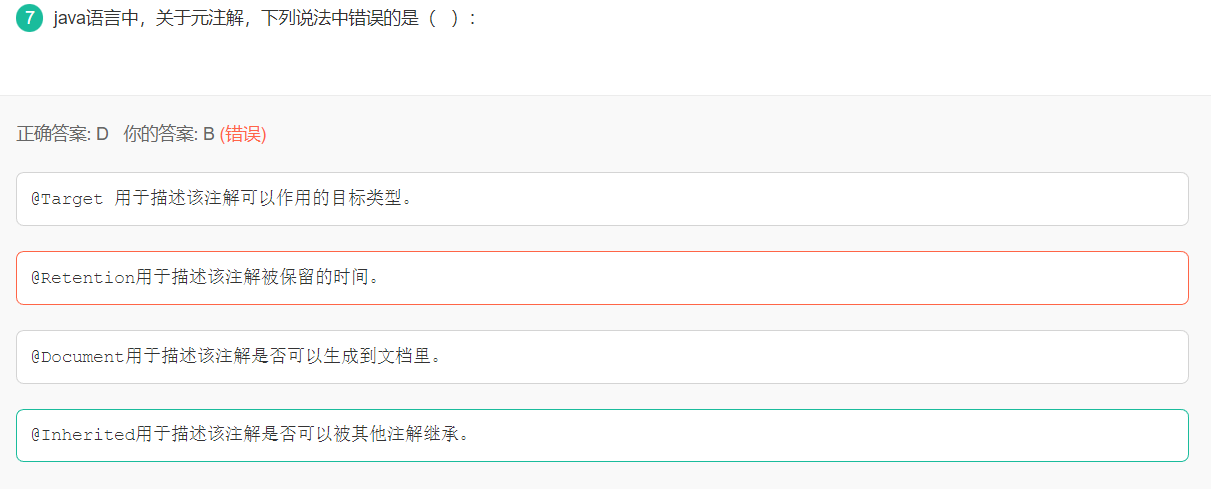 7 java语言中，关于元注解，下列说法中错误的是（ ）：
正确答案: D 你的答案: B (错误)
@Target 用于描述该注解可以作用的目标类型。
@Retention用于描述该注解被保留的时间。
@Document用于描述该注解是否可以生成到文档里。
@Inherited用于描述该注解是否可以被其他注解继承。